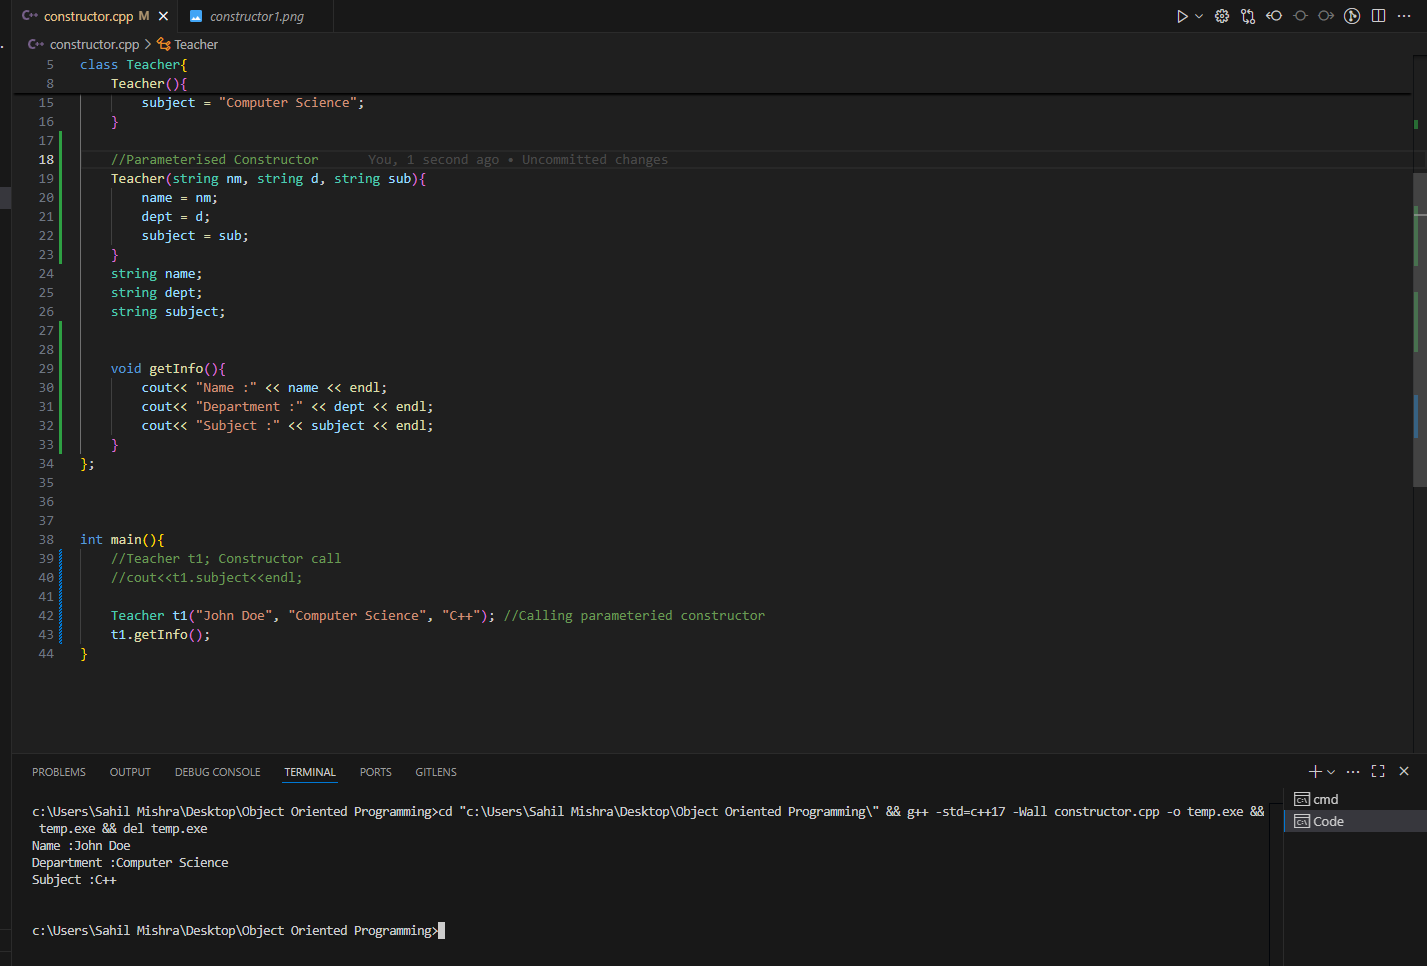 C++ constructor.cpp M ✕ constructor1.png
C++ constructor.cpp > Teacher
5 class Teacher{
8 Teacher(){
15 subject = "Computer Science";
16 }
17
18 //Parameterised Constructor You, 1 second ago • Uncommitted changes
19 Teacher(string nm, string d, string sub){
20 name = nm;
21 dept = d;
22 subject = sub;
23 }
24 string name;
25 string dept;
26 string subject;
27
28
29 void getInfo(){
30 cout<< "Name :" << name << endl;
31 cout<< "Department :" << dept << endl;
32 cout<< "Subject :" << subject << endl;
33 }
34 };
35
36
37
38 int main(){
39 //Teacher t1; Constructor call
40 //cout<<t1.subject<<endl;
41
42 Teacher t1("John Doe", "Computer Science", "C++"); //Calling parameteried constructor
43 t1.getInfo();
44 }
PROBLEMS OUTPUT DEBUG CONSOLE TERMINAL PORTS GITLENS
c:\Users\Sahil Mishra\Desktop\Object Oriented Programming>cd "c:\Users\Sahil Mishra\Desktop\Object Oriented Programming\" && g++ -std=c++17 -Wall constructor.cpp -o temp.exe &&
temp.exe && del temp.exe
Name :John Doe
Department :Computer Science
Subject :C++
c:\Users\Sahil Mishra\Desktop\Object Oriented Programming>
cmd
Code